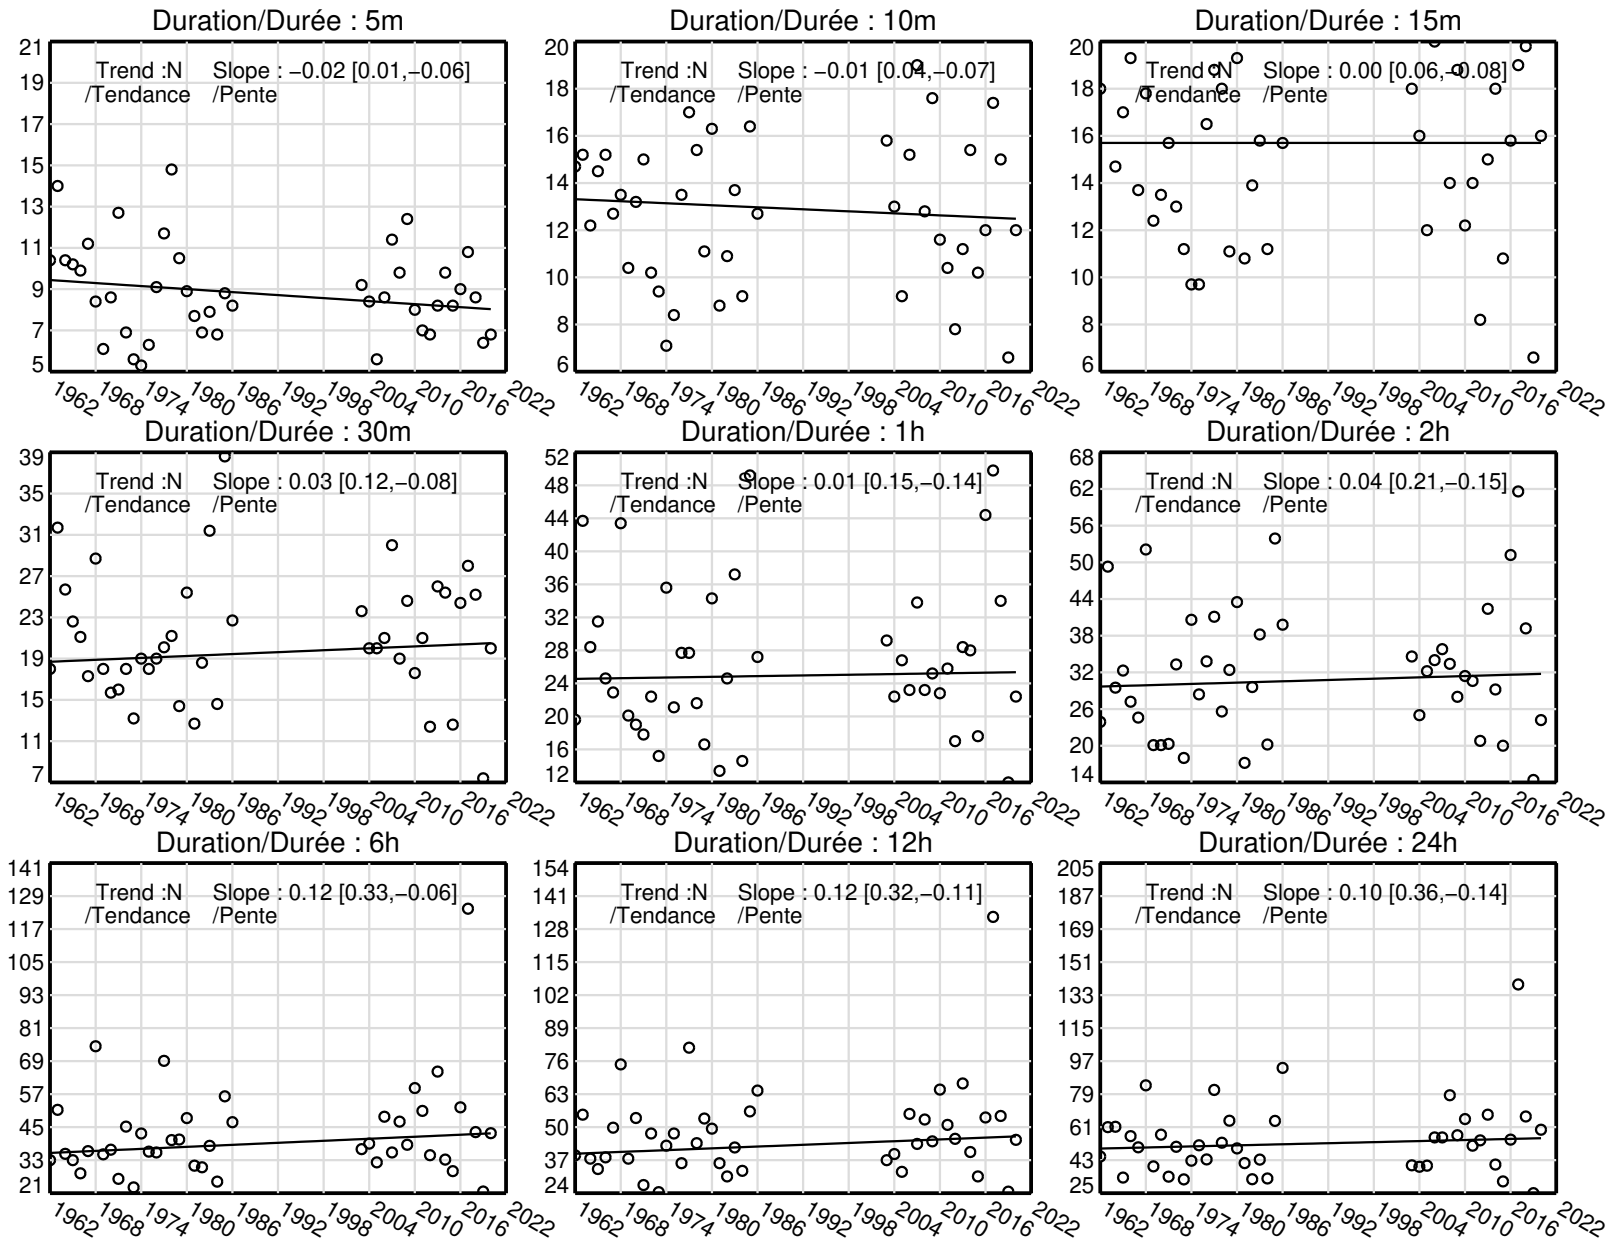 Duration/Durée : 5m
21
19
17
15
13
11
9
7
5
Trend :N Slope : −0.02 [0.01,−0.06]
/Tendance /Pente
1962 1968 1974 1980 1986 1992 1998 2004 2010 2016 2022
Duration/Durée : 10m
20
18
16
14
12
10
8
6
Trend :N Slope : −0.01 [0.04,−0.07]
/Tendance /Pente
1962 1968 1974 1980 1986 1992 1998 2004 2010 2016 2022
Duration/Durée : 15m
20
18
16
14
12
10
8
6
Trend :N Slope : 0.00 [0.06,−0.08]
/Tendance /Pente
1962 1968 1974 1980 1986 1992 1998 2004 2010 2016 2022
Duration/Durée : 30m
39
35
31
27
23
19
15
11
7
Trend :N Slope : 0.03 [0.12,−0.08]
/Tendance /Pente
1962 1968 1974 1980 1986 1992 1998 2004 2010 2016 2022
Duration/Durée : 1h
52
48
44
40
36
32
28
24
20
16
12
Trend :N Slope : 0.01 [0.15,−0.14]
/Tendance /Pente
1962 1968 1974 1980 1986 1992 1998 2004 2010 2016 2022
Duration/Durée : 2h
68
62
56
50
44
38
32
26
20
14
Trend :N Slope : 0.04 [0.21,−0.15]
/Tendance /Pente
1962 1968 1974 1980 1986 1992 1998 2004 2010 2016 2022
Duration/Durée : 6h
141
129
117
105
93
81
69
57
45
33
21
Trend :N Slope : 0.12 [0.33,−0.06]
/Tendance /Pente
1962 1968 1974 1980 1986 1992 1998 2004 2010 2016 2022
Duration/Durée : 12h
154
141
128
115
102
89
76
63
50
37
24
Trend :N Slope : 0.12 [0.32,−0.11]
/Tendance /Pente
1962 1968 1974 1980 1986 1992 1998 2004 2010 2016 2022
Duration/Durée : 24h
205
187
169
151
133
115
97
79
61
43
25
Trend :N Slope : 0.10 [0.36,−0.14]
/Tendance /Pente
1962 1968 1974 1980 1986 1992 1998 2004 2010 2016 2022